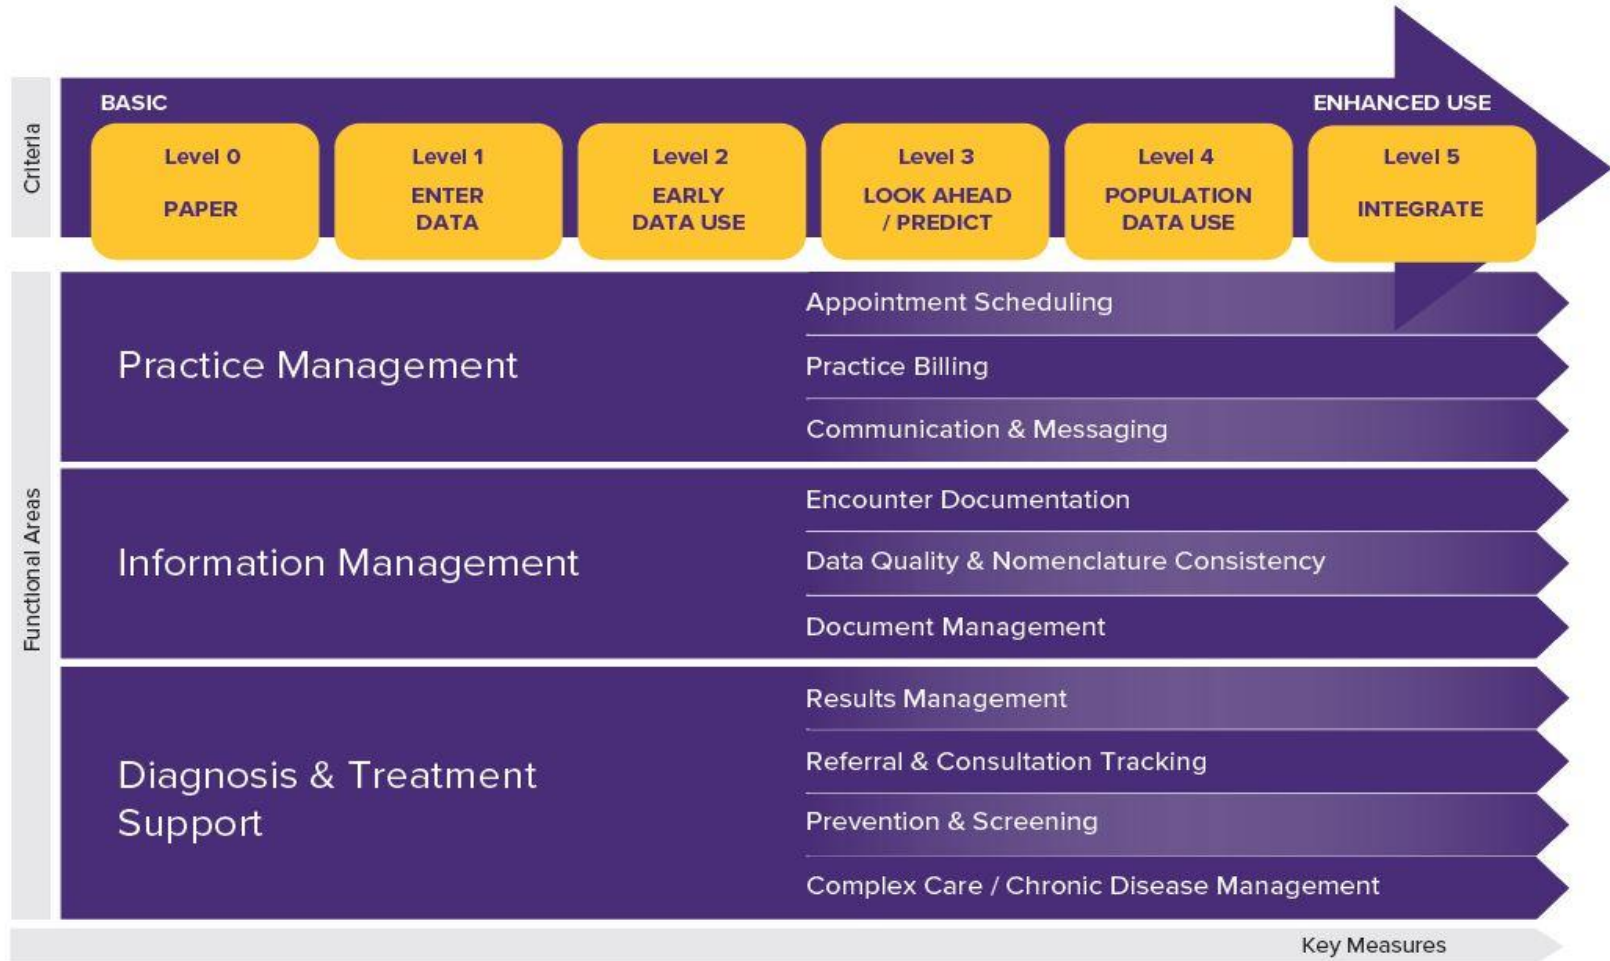 Criteria
BASIC
ENHANCED USE
Level 0
PAPER
Level 1
ENTER
DATA
Level 2
EARLY
DATA USE
Level 3
LOOK AHEAD
/ PREDICT
Level 4
POPULATION
DATA USE
Level 5
INTEGRATE
Functional Areas
Practice Management
Appointment Scheduling
Practice Billing
Communication & Messaging
Information Management
Encounter Documentation
Data Quality & Nomenclature Consistency
Document Management
Diagnosis & Treatment
Support
Results Management
Referral & Consultation Tracking
Prevention & Screening
Complex Care / Chronic Disease Management
Key Measures